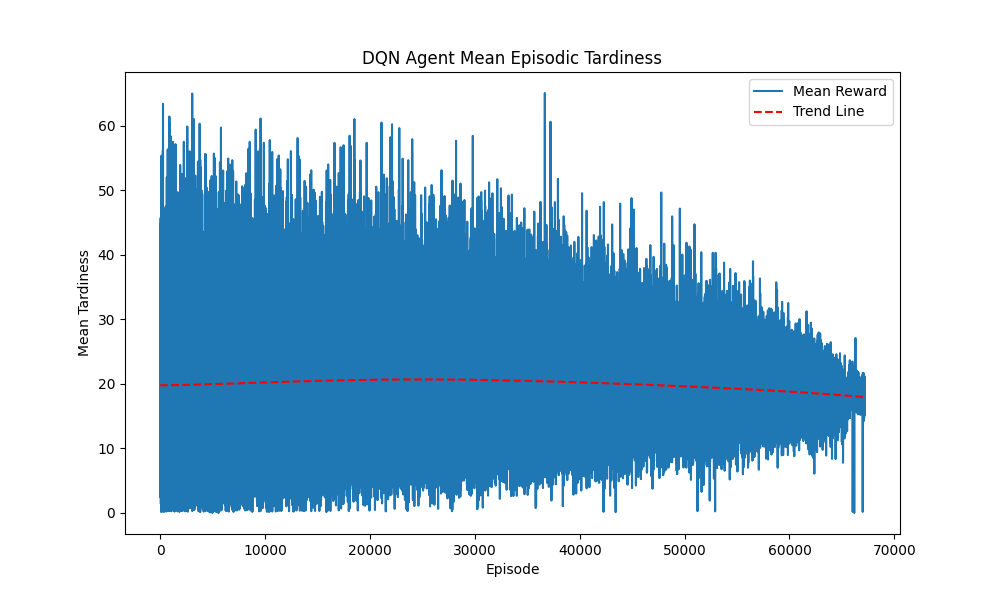 DQN Agent Mean Episodic Tardiness
Mean Reward
Trend Line
Mean Tardiness
60
50
40
30
20
10
0
0 10000 20000 30000 40000 50000 60000 70000
Episode